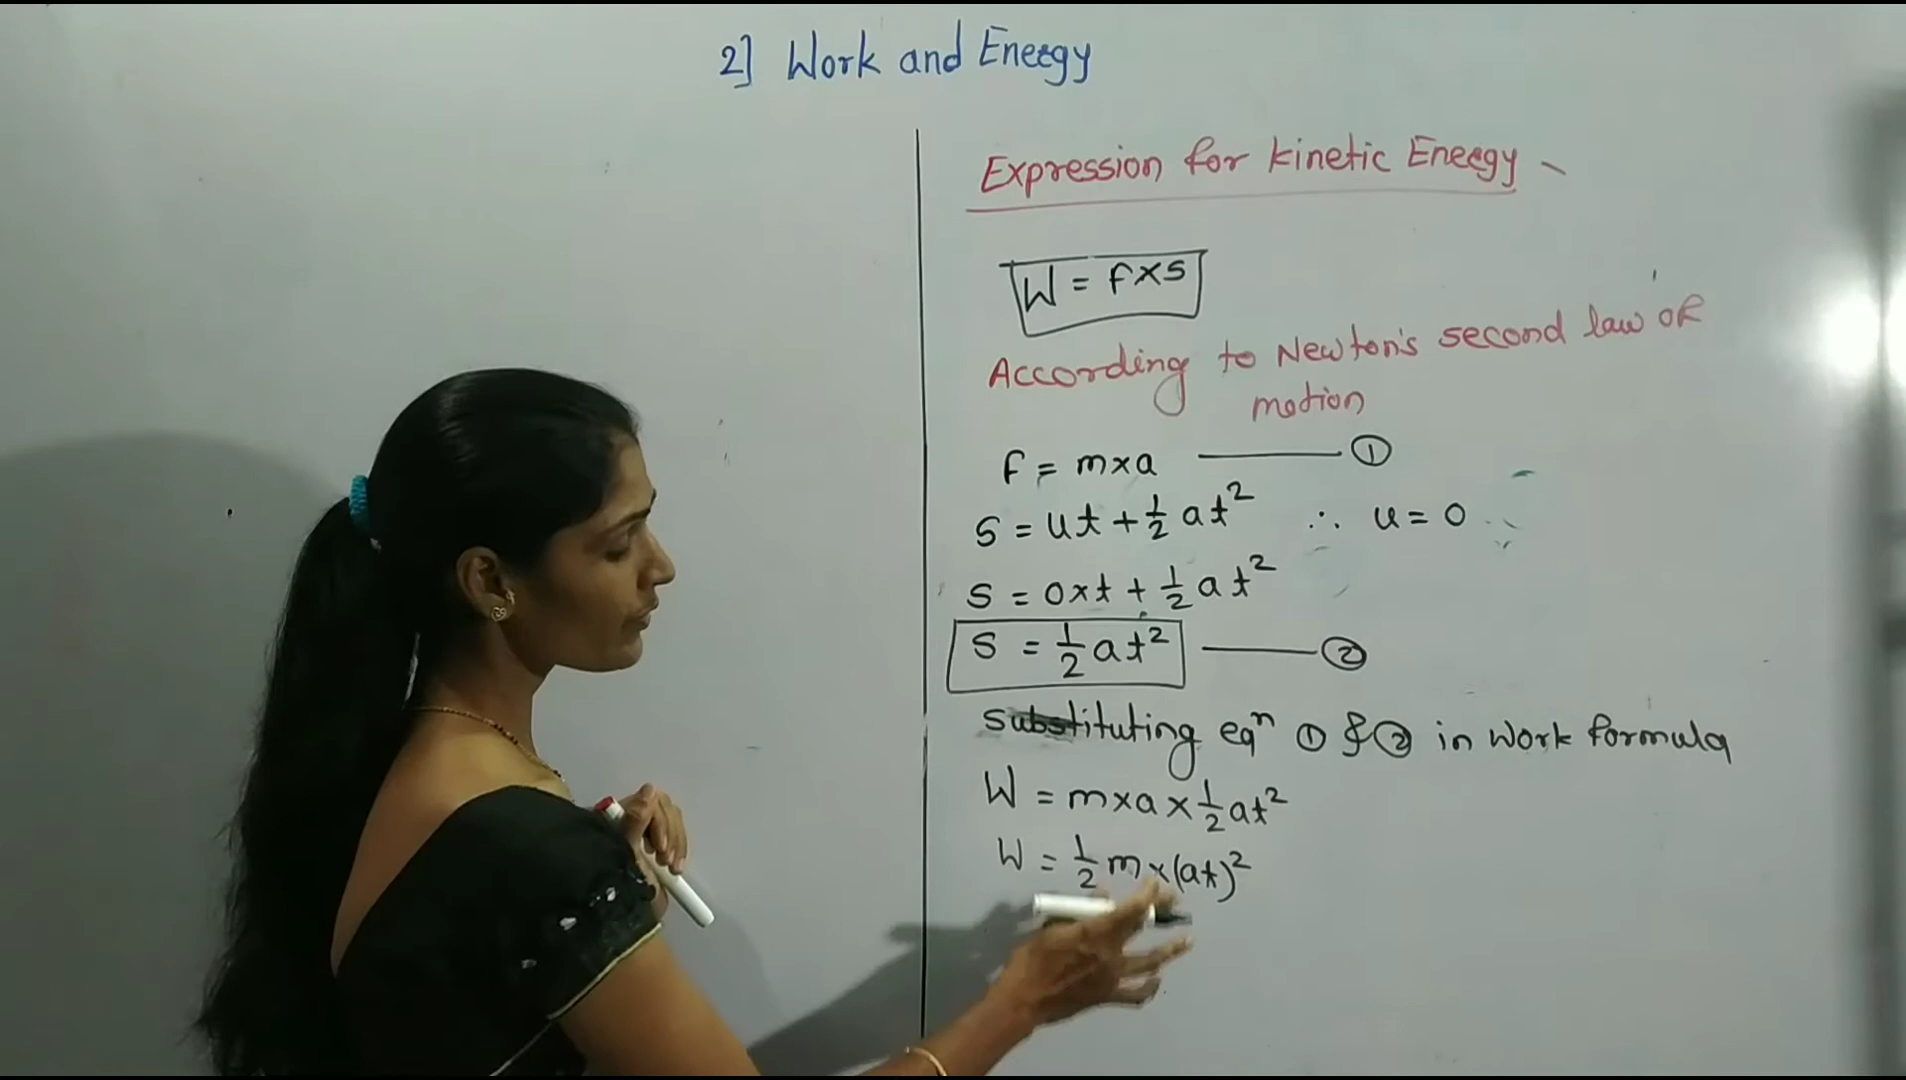 2] Work and Energy
Expression for kinetic Energy -
W = F×s
According to Newton's second law of
motion
F = m×a ——— ①
s = ut + ½ at² ∴ u = 0
s = 0×t + ½ at²
s = ½ at² ——— ②
substituting eqⁿ ① & ② in work formula
W = m×a×½at²
W = ½ m×(at)²